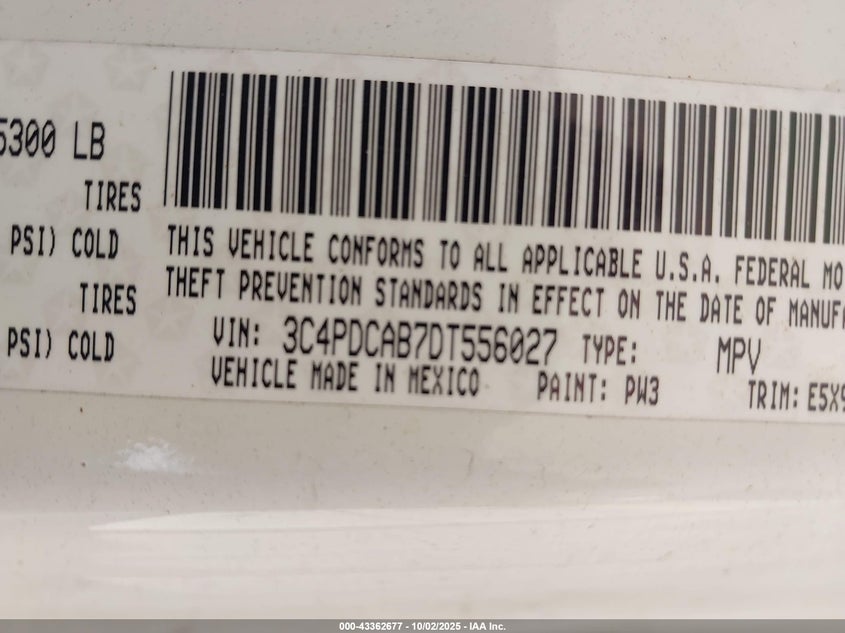 5300 LB
TIRES
PSI) COLD
TIRES
PSI) COLD
THIS VEHICLE CONFORMS TO ALL APPLICABLE U.S.A. FEDERAL MO
THEFT PREVENTION STANDARDS IN EFFECT ON THE DATE OF MANUFA
VIN: 3C4PDCAB7DT556027 TYPE: MPV
VEHICLE MADE IN MEXICO PAINT: PW3 TRIM: E5X9
000-43362677 - 10/02/2025 - IAA Inc.